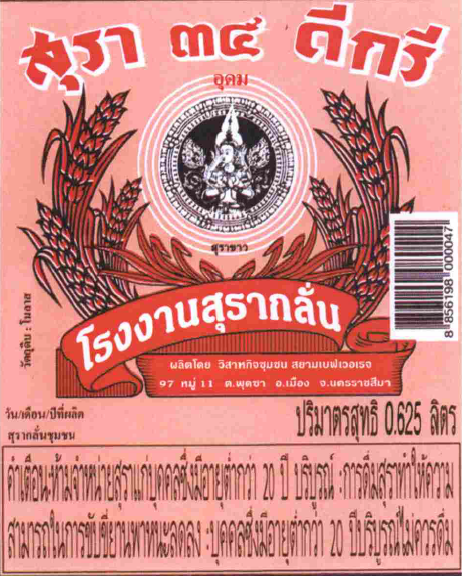 สุรา ๓๔ ดีกรี
อุดม
สุราขาว
โรงงานสุรากลั่น
วัตถุดิบ : โมลาส
ผลิตโดย วิสาหกิจชุมชน สยามเบฟเวอเรจ
97 หมู่ 11 ต.พุดซา อ.เมือง จ.นครราชสีมา
8 856198 000047
วัน/เดือน/ปีที่ผลิต
สุรากลั่นชุมชน
ปริมาตรสุทธิ 0.625 ลิตร
คำเตือน:ห้ามจำหน่ายสุราแก่บุคคลซึ่งมีอายุต่ำกว่า 20 ปี บริบูรณ์ :การดื่มสุราทำให้ความ
สามารถในการขับขี่ยานพาหนะลดลง :บุคคลซึ่งมีอายุต่ำกว่า 20 ปีบริบูรณ์ไม่ควรดื่ม